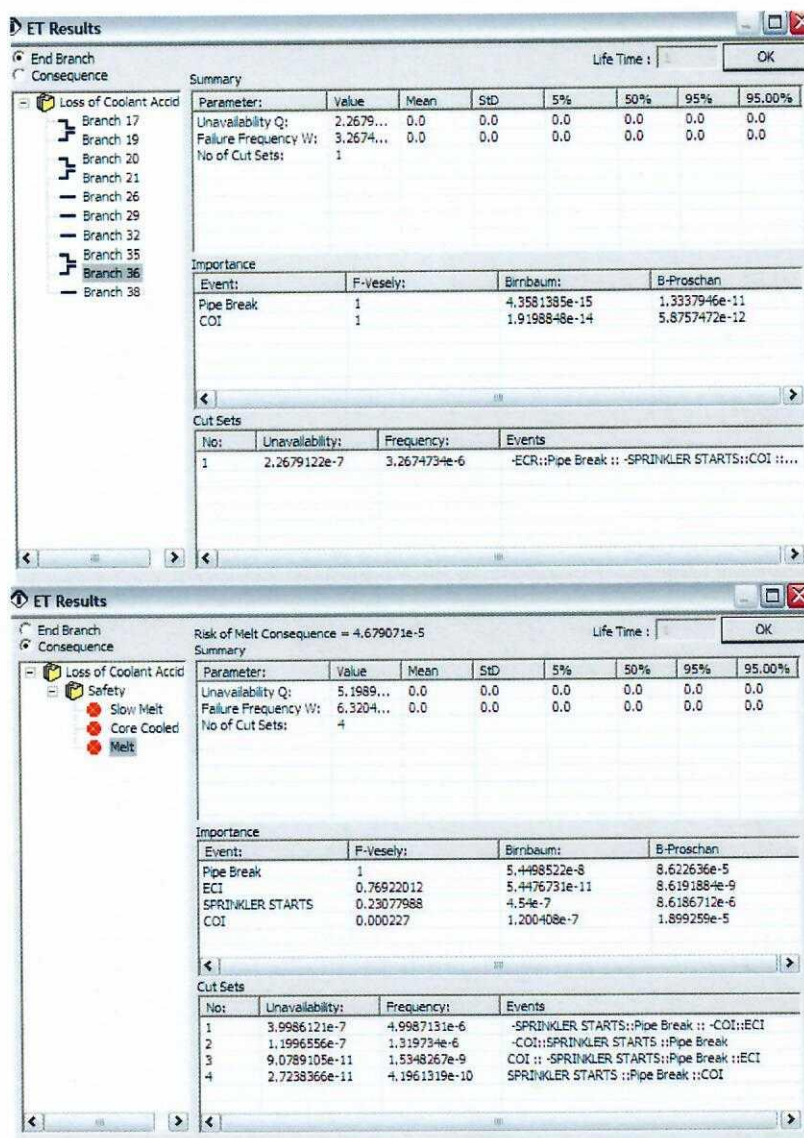 ET Results
End Branch
Consequence
Life Time :
OK
Summary
Loss of Coolant Accid
Branch 17
Branch 19
Branch 20
Branch 21
Branch 26
Branch 29
Branch 32
Branch 35
Branch 36
Branch 38
Parameter: Value Mean StD 5% 50% 95% 95.00%
Unavailability Q: 2.2679... 0.0 0.0 0.0 0.0 0.0 0.0
Failure Frequency W: 3.2674... 0.0 0.0 0.0 0.0 0.0 0.0
No of Cut Sets: 1
Importance
Event: F-Vesely: Birnbaum: B-Proschan
Pipe Break 1 4.3581385e-15 1.3337946e-11
COI 1 1.9198848e-14 5.8757472e-12
Cut Sets
No: Unavailability: Frequency: Events
1 2.2679122e-7 3.2674734e-6 -ECR::Pipe Break :: -SPRINKLER STARTS::COI ::...
ET Results
End Branch
Consequence
Risk of Melt Consequence = 4.679071e-5
Life Time :
OK
Summary
Loss of Coolant Accid
Safety
Slow Melt
Core Cooled
Melt
Parameter: Value Mean StD 5% 50% 95% 95.00%
Unavailability Q: 5.1989... 0.0 0.0 0.0 0.0 0.0 0.0
Failure Frequency W: 6.3204... 0.0 0.0 0.0 0.0 0.0 0.0
No of Cut Sets: 4
Importance
Event: F-Vesely: Birnbaum: B-Proschan
Pipe Break 1 5.4498522e-8 8.622636e-5
ECI 0.76922012 5.4476731e-11 8.6191884e-9
SPRINKLER STARTS 0.23077988 4.54e-7 8.6186712e-6
COI 0.000227 1.200408e-7 1.899259e-5
Cut Sets
No: Unavailability: Frequency: Events
1 3.9986121e-7 4.9987131e-6 -SPRINKLER STARTS::Pipe Break :: -COI::ECI
2 1.1996556e-7 1.319734e-6 -COI::SPRINKLER STARTS ::Pipe Break
3 9.0789105e-11 1.5348267e-9 COI :: -SPRINKLER STARTS::Pipe Break ::ECI
4 2.7238366e-11 4.1961319e-10 SPRINKLER STARTS ::Pipe Break ::COI